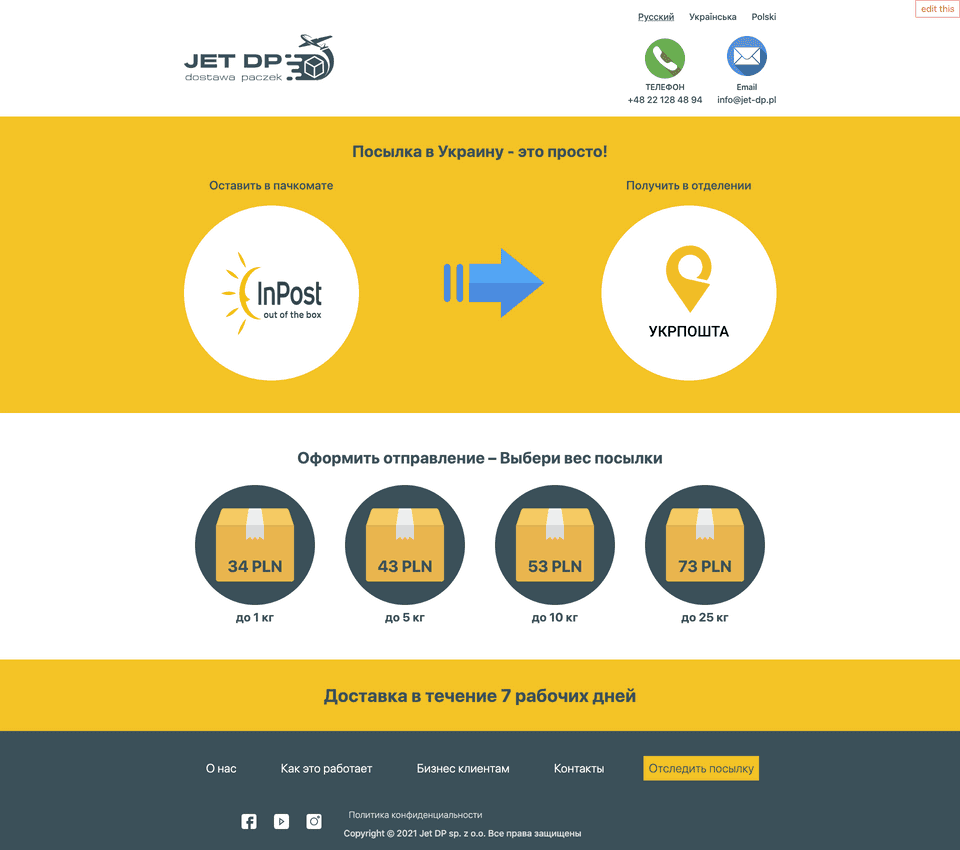 edit this
Русский Українська Polski
JET DP
dostawa paczek
ТЕЛЕФОН
+48 22 128 48 94
Email
info@jet-dp.pl
Посылка в Украину - это просто!
Оставить в пачкомате
Получить в отделении
InPost
out of the box
УКРПОШТА
Оформить отправление – Выбери вес посылки
34 PLN
43 PLN
53 PLN
73 PLN
до 1 кг
до 5 кг
до 10 кг
до 25 кг
Доставка в течение 7 рабочих дней
О нас Как это работает Бизнес клиентам Контакты Отследить посылку
Политика конфиденциальности
Copyright © 2021 Jet DP sp. z o.o. Все права защищены